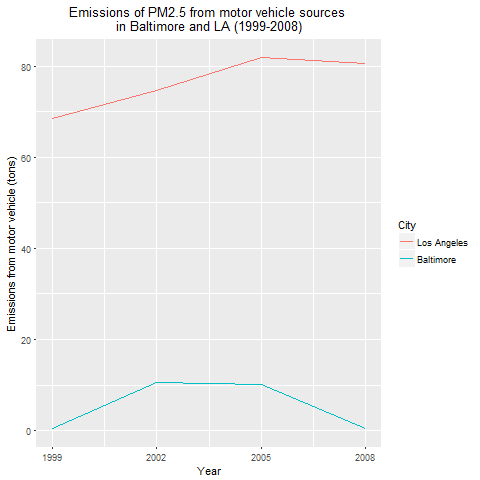 Emissions of PM2.5 from motor vehicle sources
in Baltimore and LA (1999-2008)
Emissions from motor vehicle (tons)
80
60
40
20
0
1999 2002 2005 2008
Year
City
Los Angeles
Baltimore